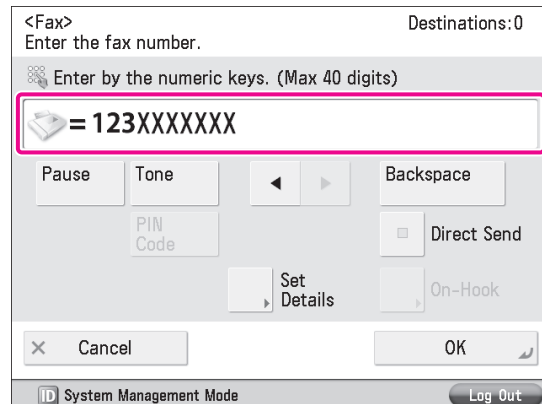 <Fax> Destinations:0
Enter the fax number.
Enter by the numeric keys. (Max 40 digits)
=123XXXXXXX
Pause Tone ◀ ▶ Backspace
PIN Code Direct Send
Set Details On-Hook
× Cancel OK
ID System Management Mode Log Out